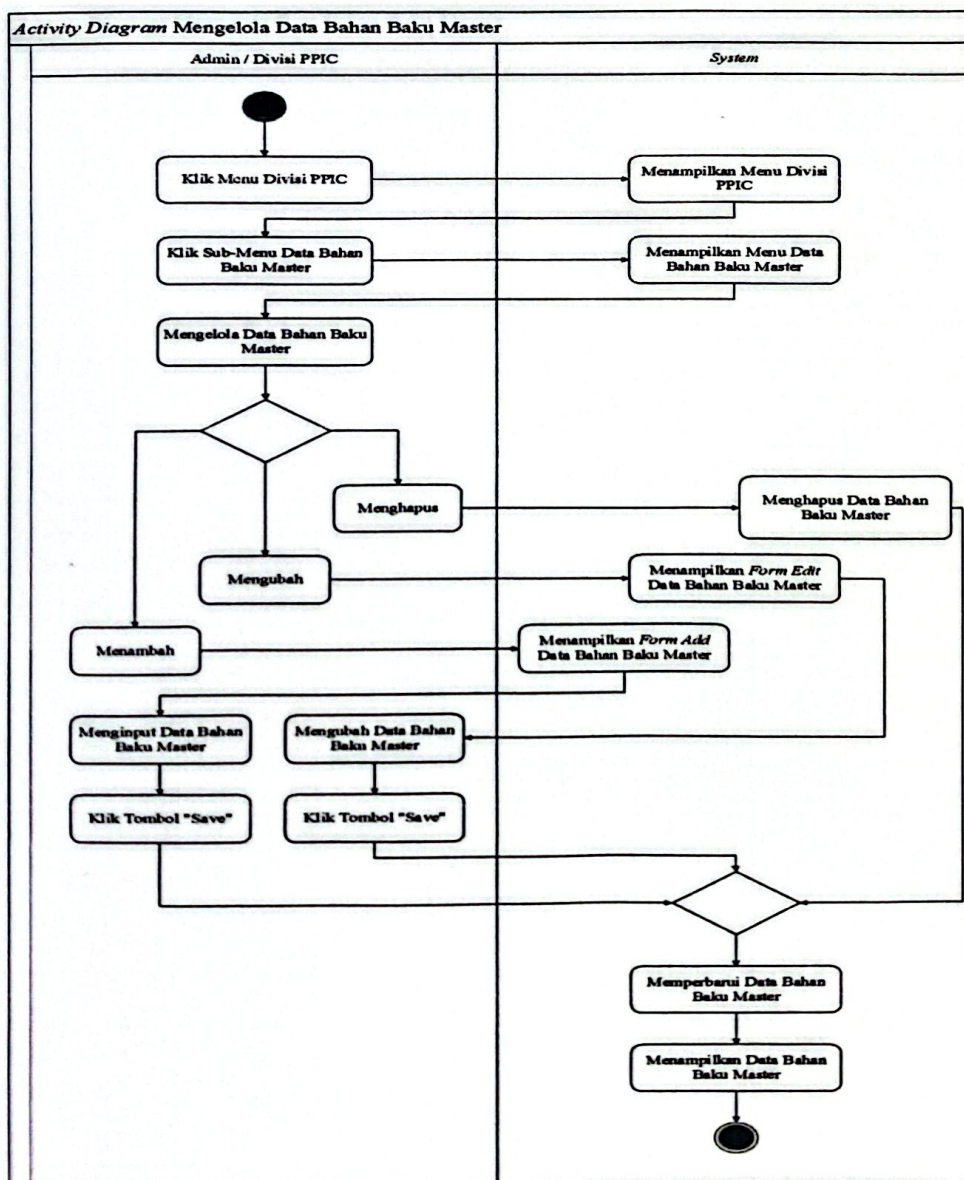 Activity Diagram Mengelola Data Bahan Baku Master
Admin / Divisi PPIC
System
Klik Menu Divisi PPIC
Menampilkan Menu Divisi
PPIC
Klik Sub-Menu Data Bahan
Baku Master
Menampilkan Menu Data
Bahan Baku Master
Mengelola Data Bahan Baku
Master
Menghapus
Menghapus Data Bahan
Baku Master
Mengubah
Menampilkan Form Edit
Data Bahan Baku Master
Menambah
Menampilkan Form Add
Data Bahan Baku Master
Menginput Data Bahan
Baku Master
Mengubah Data Bahan
Baku Master
Klik Tombol "Save"
Klik Tombol "Save"
Memperbarui Data Bahan
Baku Master
Menampilkan Data Bahan
Baku Master